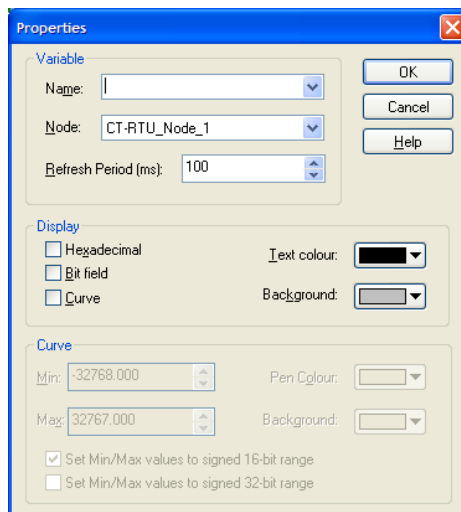 Properties
Variable
Name:
OK
Node: CT-RTU_Node_1
Cancel
Refresh Period (ms): 100
Help
Display
Hexadecimal
Text colour:
Bit field
Curve
Background:
Curve
Min: -32768.000
Pen Colour:
Max: 32767.000
Background:
Set Min/Max values to signed 16-bit range
Set Min/Max values to signed 32-bit range